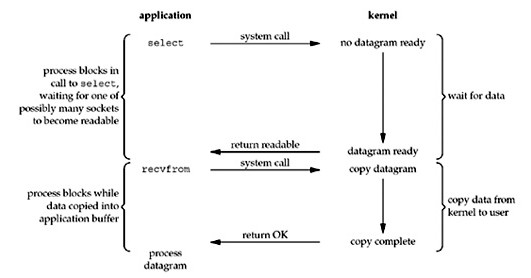 application
kernel
select
system call
no datagram ready
process blocks in
call to select,
waiting for one of
possibly many sockets
to become readable
wait for data
return readable
datagram ready
recvfrom
system call
copy datagram
process blocks while
data copied into
application buffer
copy data from
kernel to user
return OK
copy complete
process
datagram